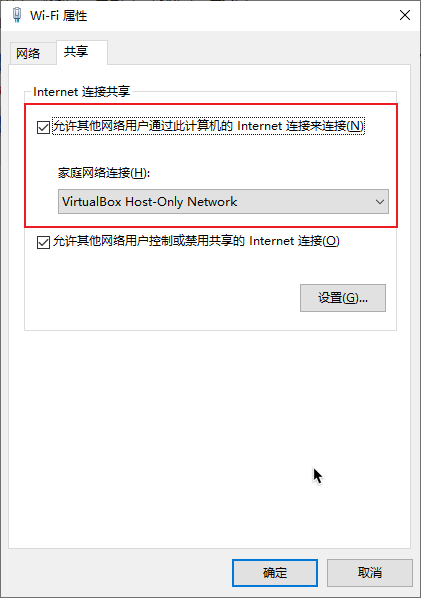 Wi-Fi 属性
网络
共享
Internet 连接共享
允许其他网络用户通过此计算机的 Internet 连接来连接(N)
家庭网络连接(H):
VirtualBox Host-Only Network
允许其他网络用户控制或禁用共享的 Internet 连接(O)
设置(G)...
确定
取消